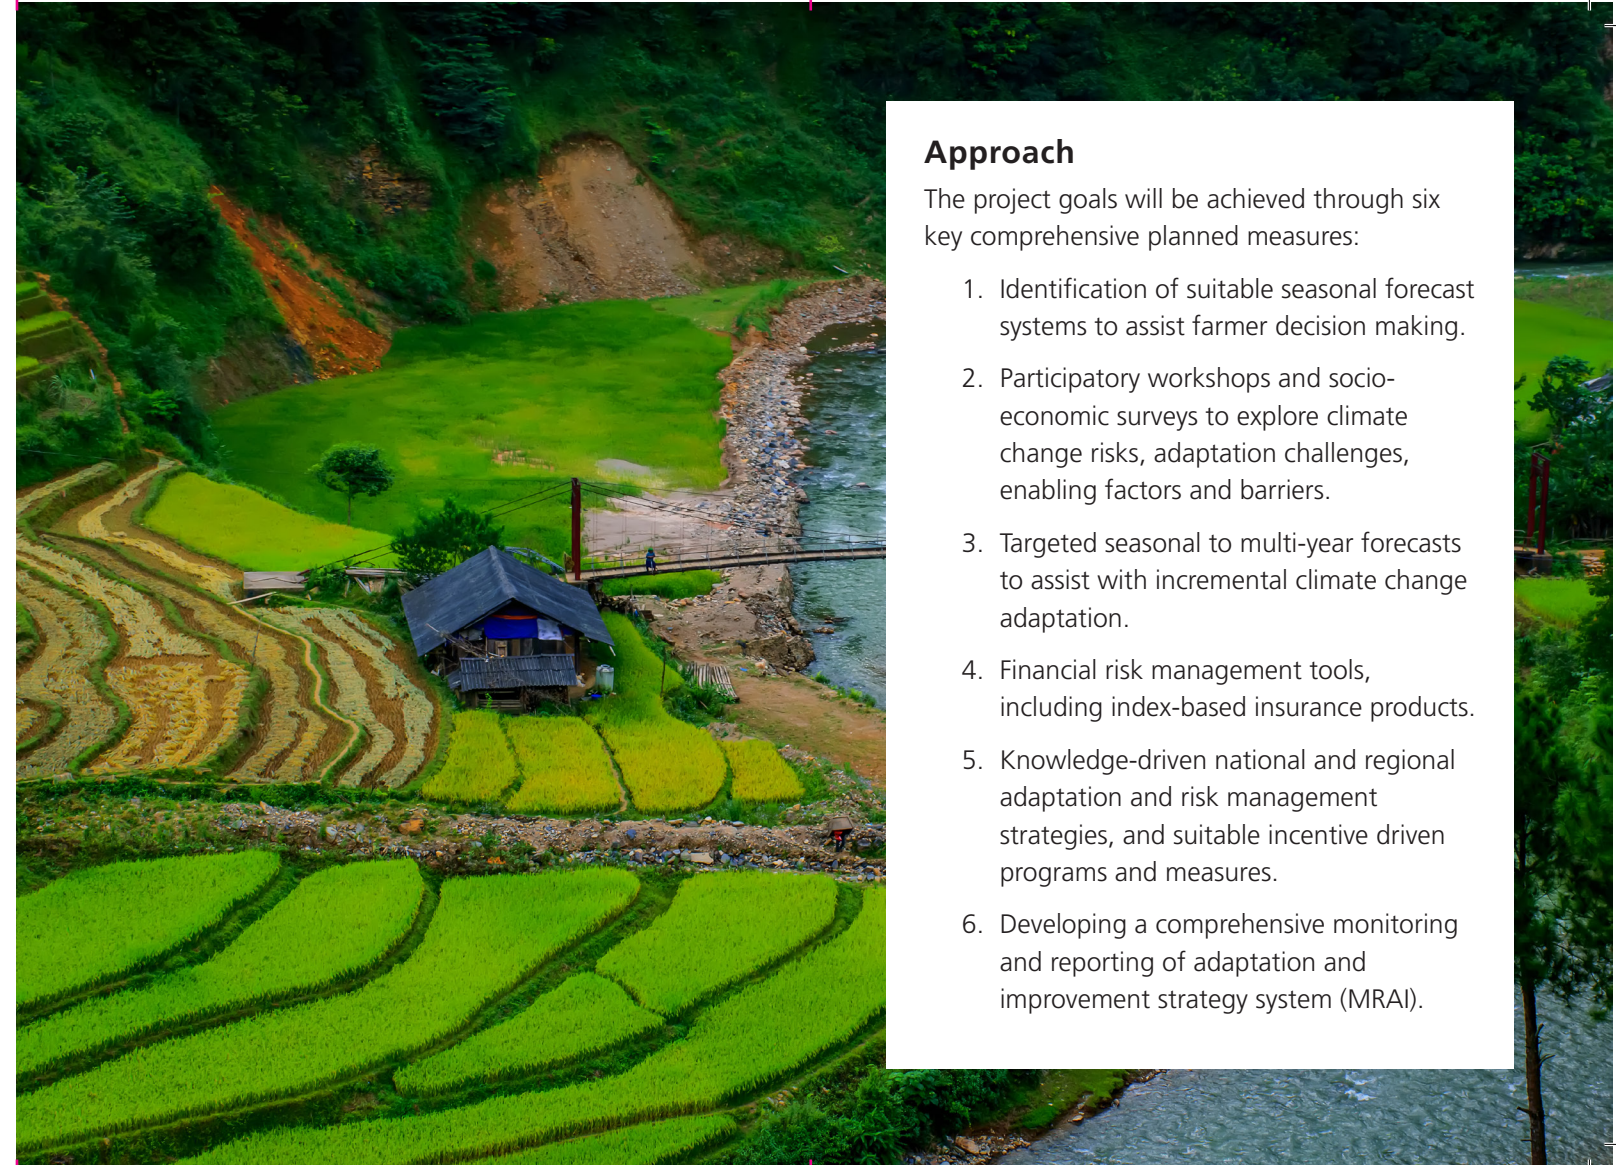 Approach
The project goals will be achieved through six
key comprehensive planned measures:
1. Identification of suitable seasonal forecast
systems to assist farmer decision making.
2. Participatory workshops and socio-
economic surveys to explore climate
change risks, adaptation challenges,
enabling factors and barriers.
3. Targeted seasonal to multi-year forecasts
to assist with incremental climate change
adaptation.
4. Financial risk management tools,
including index-based insurance products.
5. Knowledge-driven national and regional
adaptation and risk management
strategies, and suitable incentive driven
programs and measures.
6. Developing a comprehensive monitoring
and reporting of adaptation and
improvement strategy system (MRAI).